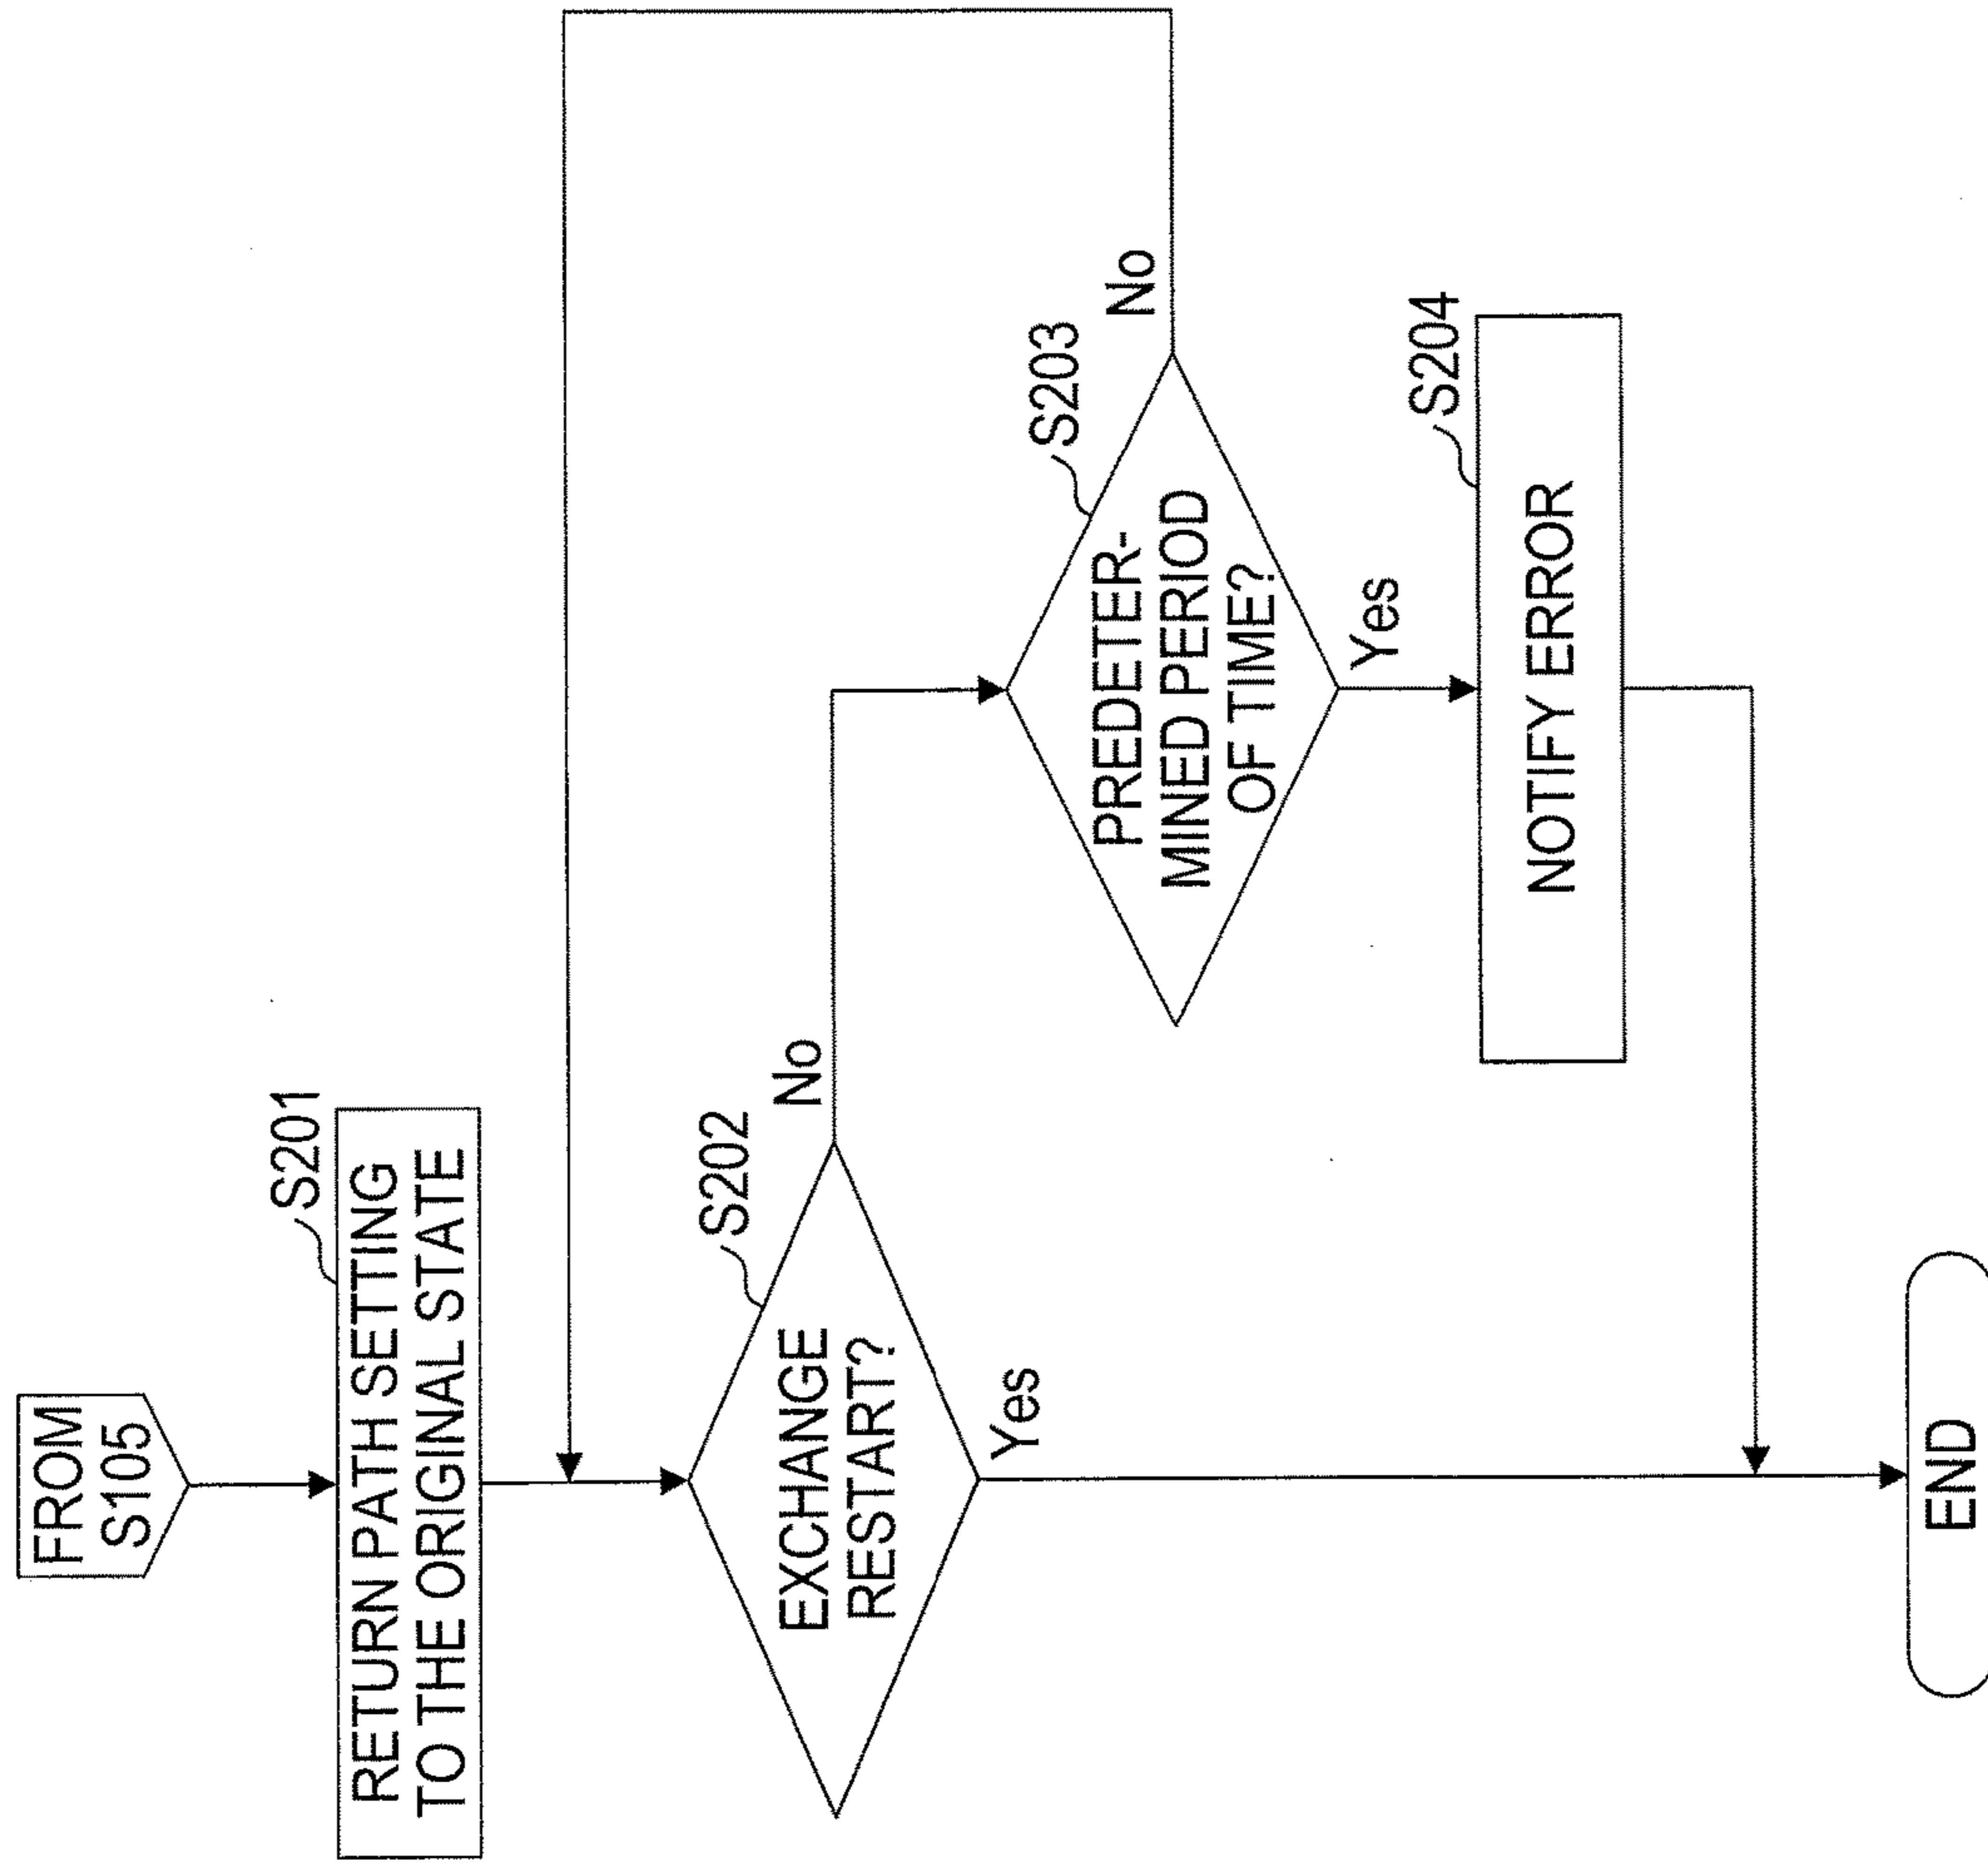 FROM
S105
S201
RETURN PATH SETTING
TO THE ORIGINAL STATE
S202
EXCHANGE
RESTART?
No
Yes
S203
PREDETER-
MINED PERIOD
OF TIME?
No
Yes
S204
NOTIFY ERROR
END